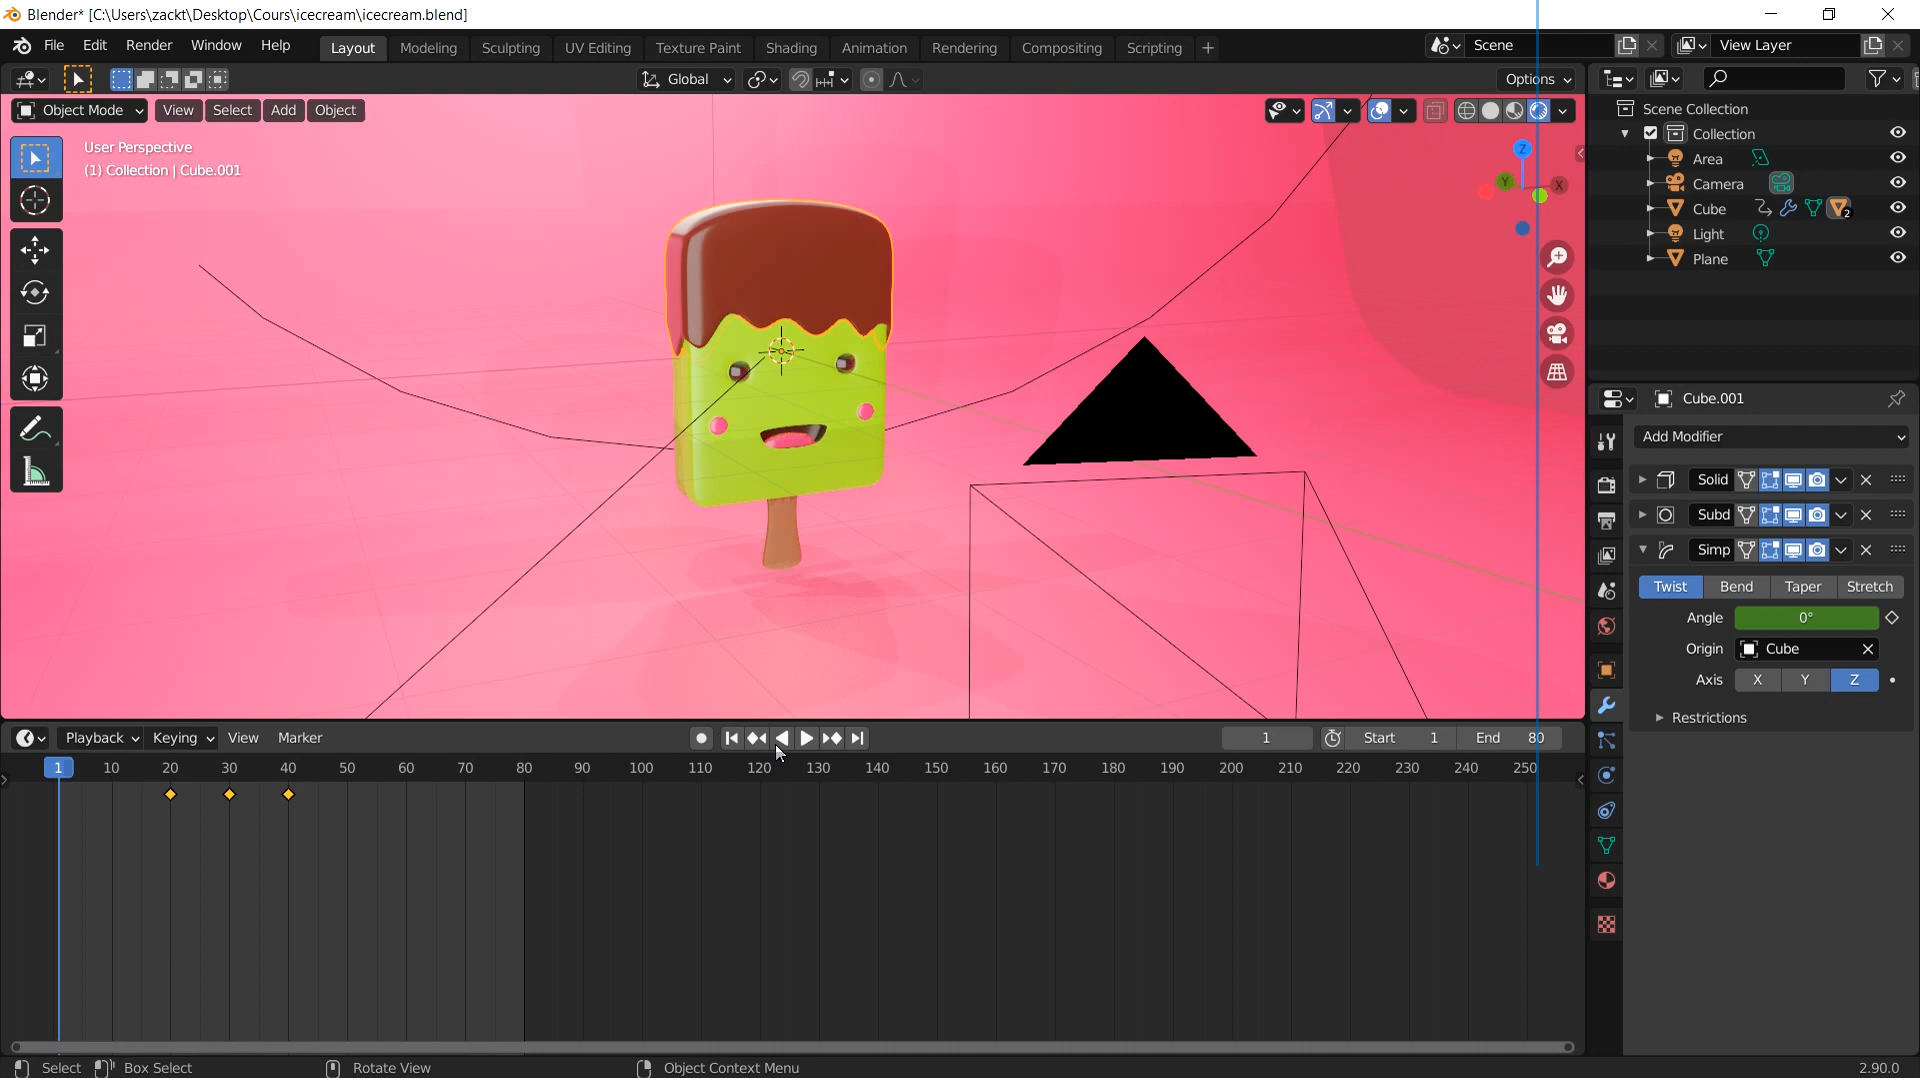 Blender* [C:\Users\zackt\Desktop\Cours\icecream\icecream.blend]
File Edit Render Window Help Layout Modeling Sculpting UV Editing Texture Paint Shading Animation Rendering Compositing Scripting + Scene View Layer
Global Options
Object Mode View Select Add Object
User Perspective
(1) Collection | Cube.001
Z
Y
X
Scene Collection
Collection
Area
Camera
Cube 2
Light
Plane
Cube.001
Add Modifier
Solid
Subd
Simp
Twist Bend Taper Stretch
Angle 0°
Origin Cube
Axis X Y Z
Restrictions
Playback Keying View Marker 1 Start 1 End 80
1 10 20 30 40 50 60 70 80 90 100 110 120 130 140 150 160 170 180 190 200 210 220 230 240 250
Select Box Select Rotate View Object Context Menu 2.90.0